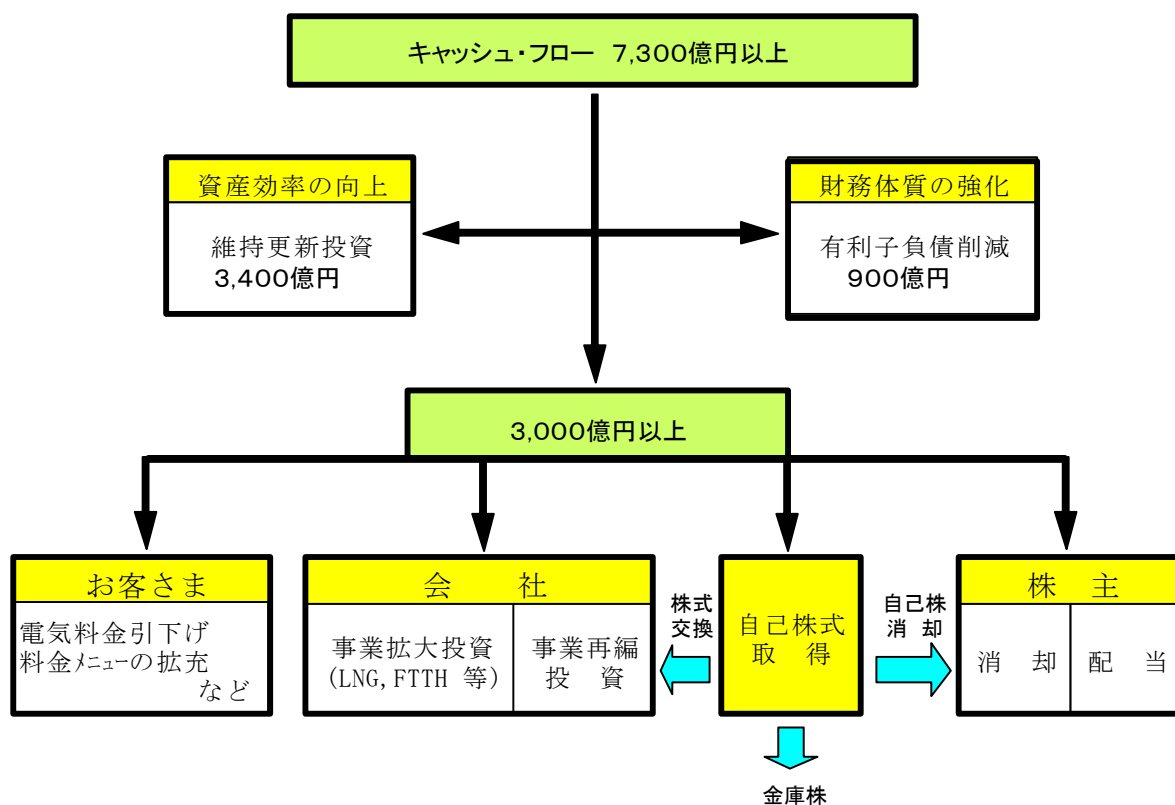 キャッシュ・フロー 7,300億円以上
資産効率の向上
維持更新投資
3,400億円
財務体質の強化
有利子負債削減
900億円
3,000億円以上
お客さま
電気料金引下げ
料金メニューの拡充
など
会 社
事業拡大投資
(LNG,FTTH 等)
事業再編
投 資
株式
交換
自己株式
取 得
自己株
消 却
株 主
消 却
配 当
金庫株